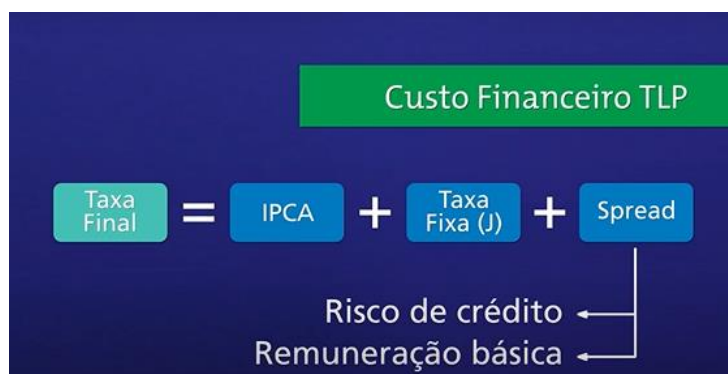 Custo Financeiro TLP
Taxa Final = IPCA + Taxa Fixa (J) + Spread
Risco de crédito
Remuneração básica